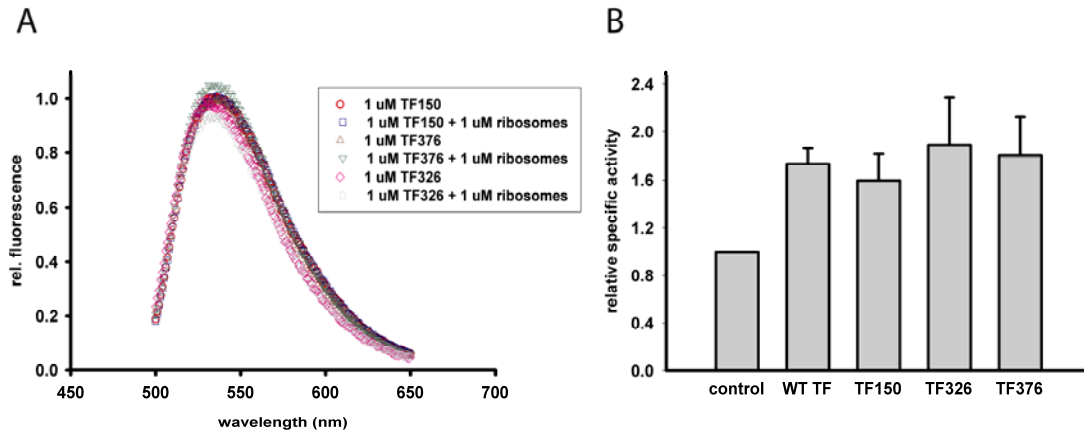 A
rel. fluorescence
1.0
0.8
0.6
0.4
0.2
0.0
450
500
550
600
650
700
wavelength (nm)
1 uM TF150
1 uM TF150 + 1 uM ribosomes
1 uM TF376
1 uM TF376 + 1 uM ribosomes
1 uM TF326
1 uM TF326 + 1 uM ribosomes
B
relative specific activity
2.4
2.0
1.6
1.2
0.8
0.4
0.0
control
WT TF
TF150
TF326
TF376